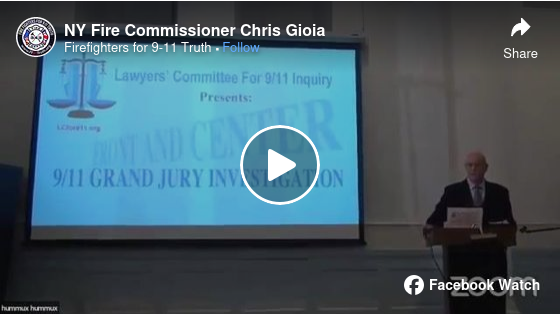 NY Fire Commissioner Chris Gioia
Firefighters for 9-11 Truth • Follow
Share
Lawyers' Committee For 9/11 Inquiry
Presents:
FRONT AND CENTER
9/11 GRAND JURY INVESTIGATION
Facebook Watch
zoom
hummux hummux